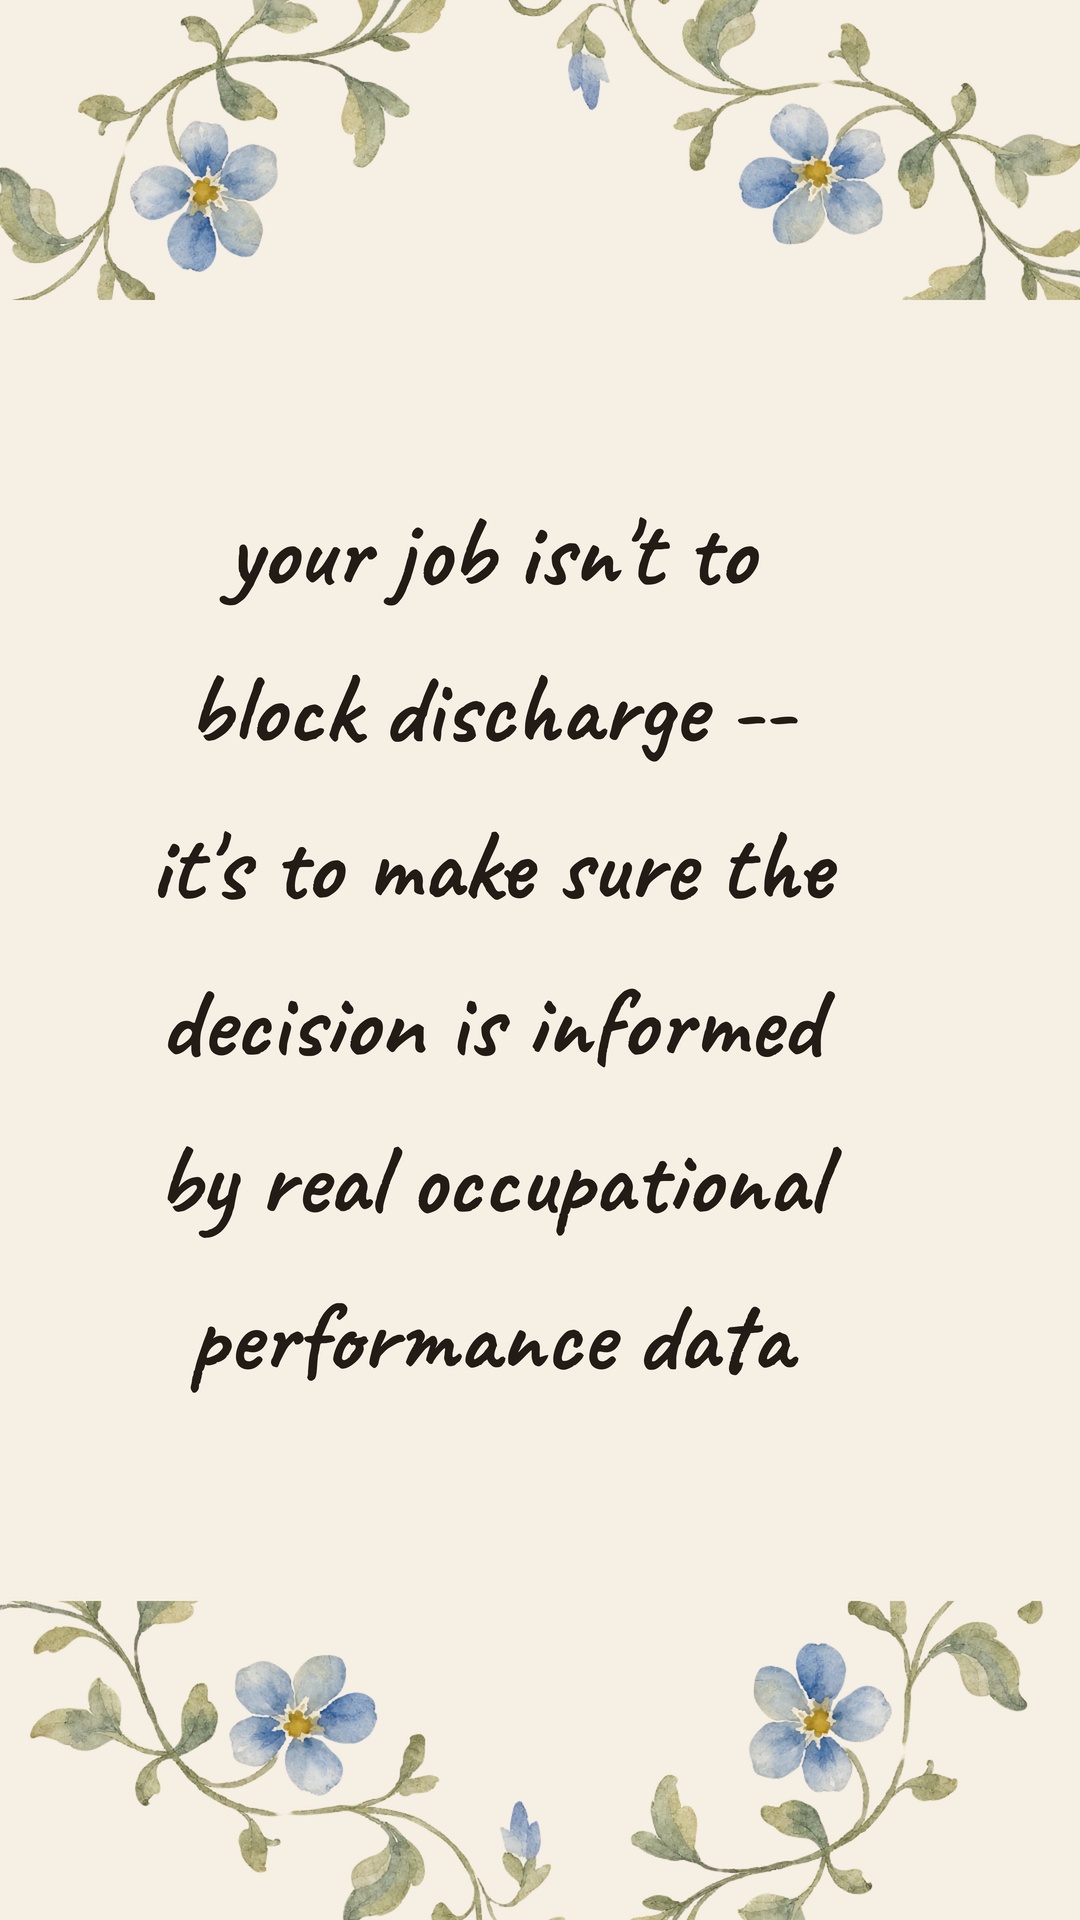 your job isn't to
block discharge --
it's to make sure the
decision is informed
by real occupational
performance data